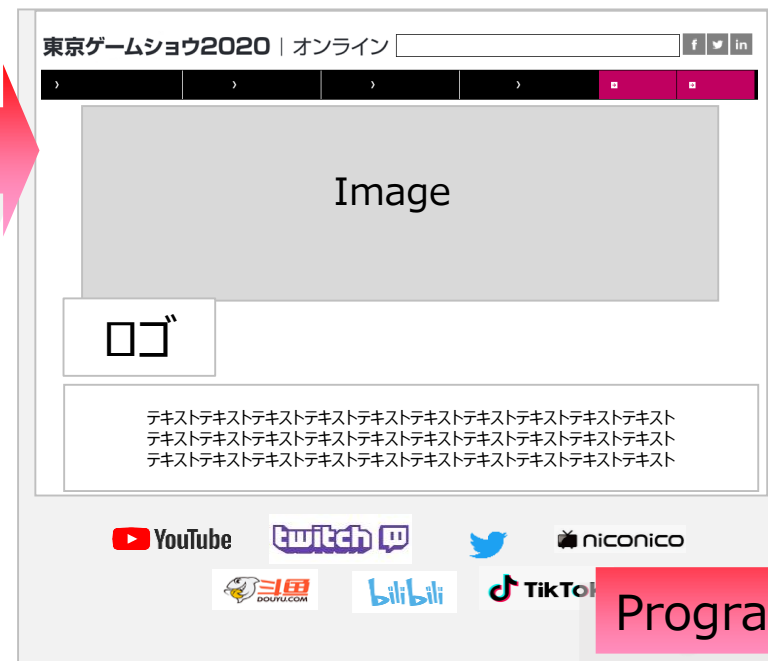 東京ゲームショウ2020 | オンライン
f in
Image
ロゴ
テキストテキストテキストテキストテキストテキストテキストテキストテキストテキスト
テキストテキストテキストテキストテキストテキストテキストテキストテキストテキスト
テキストテキストテキストテキストテキストテキストテキストテキストテキストテキスト
YouTube twitch niconico
斗鱼 DOUYU.COM bilibili TikTok
Progra